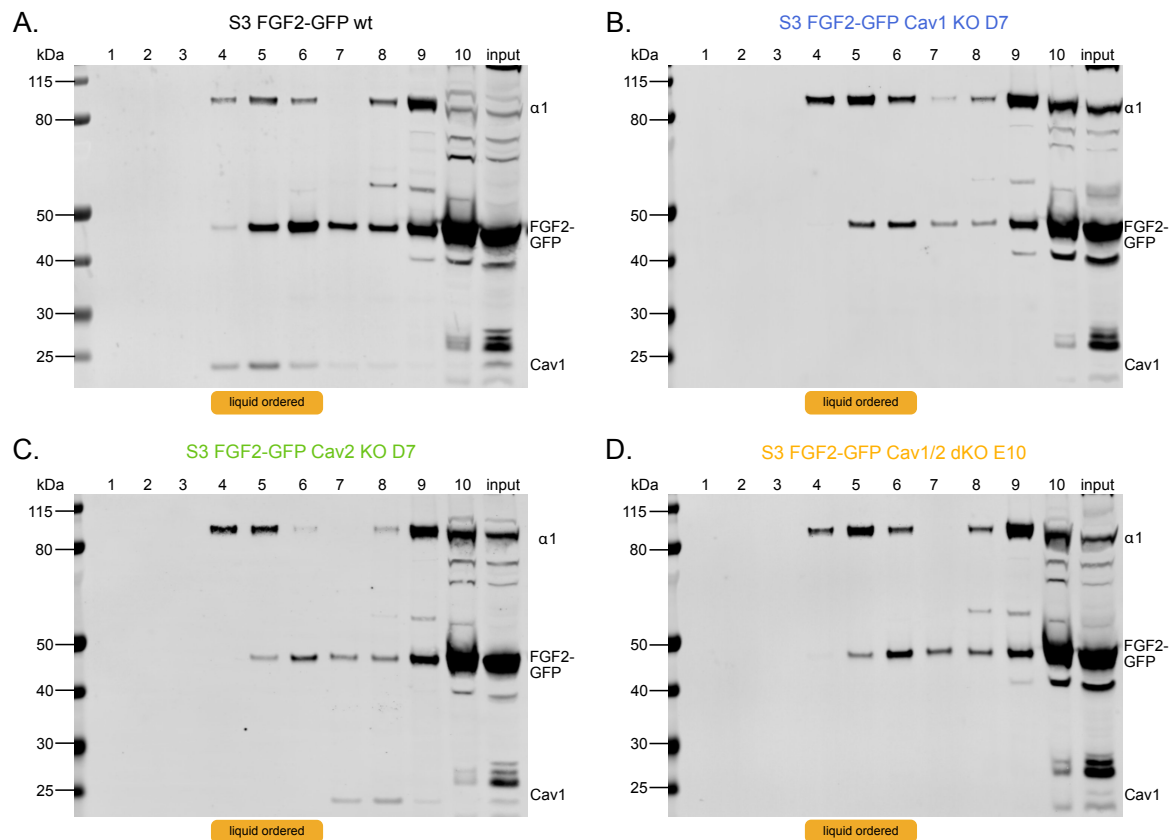 A.
S3 FGF2-GFP wt
kDa 1 2 3 4 5 6 7 8 9 10 input
115
α1
80
50
FGF2-
GFP
40
30
25
Cav1
liquid ordered
B.
S3 FGF2-GFP Cav1 KO D7
kDa 1 2 3 4 5 6 7 8 9 10 input
115
α1
80
50
FGF2-
GFP
40
30
25
Cav1
liquid ordered
C.
S3 FGF2-GFP Cav2 KO D7
kDa 1 2 3 4 5 6 7 8 9 10 input
115
α1
80
50
FGF2-
GFP
40
30
25
Cav1
liquid ordered
D.
S3 FGF2-GFP Cav1/2 dKO E10
kDa 1 2 3 4 5 6 7 8 9 10 input
115
α1
80
50
FGF2-
GFP
40
30
25
Cav1
liquid ordered